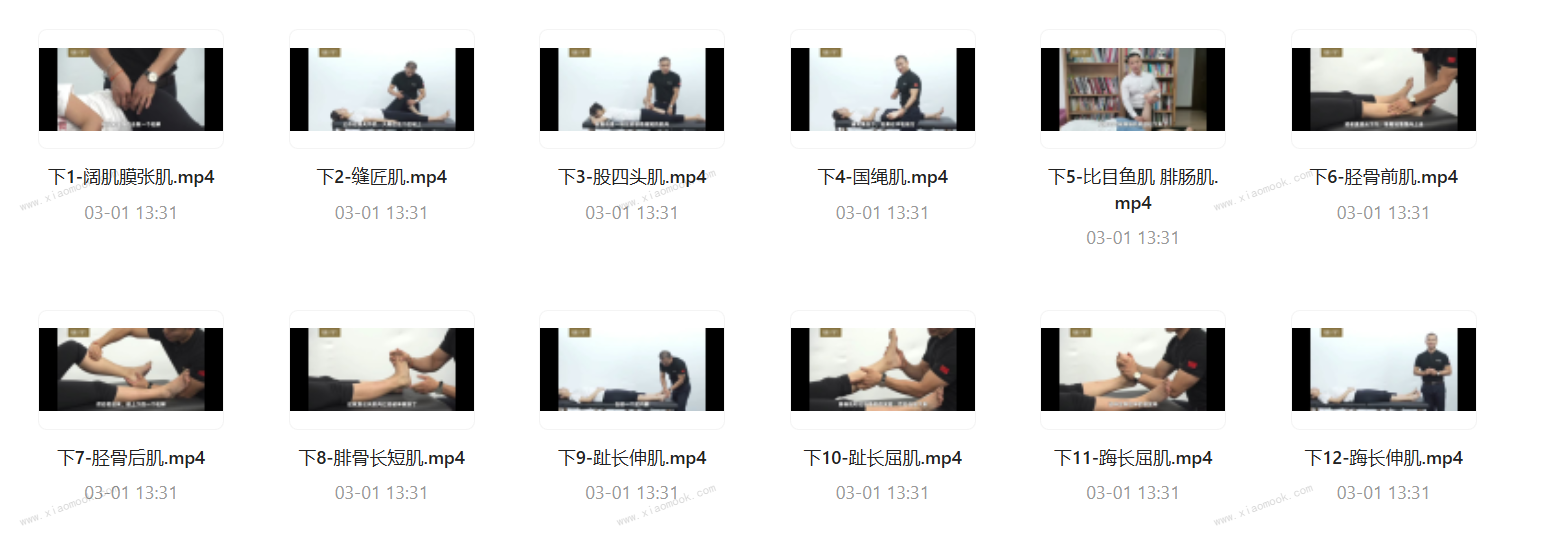 下1-阔肌膜张肌.mp4
下2-缝匠肌.mp4
下3-股四头肌.mp4
下4-国绳肌.mp4
下5-比目鱼肌 腓肠肌.
下6-胫骨前肌.mp4
mp4
03-01 13:31
03-01 13:31
03-01 13:31
03-01 13:31
03-01 13:31
03-01 13:31
www.xiaomook.com
www.xiaomook.com
www.xiaomook.com
下7-胫骨后肌.mp4
下8-腓骨长短肌.mp4
下9-趾长伸肌.mp4
下10-趾长屈肌.mp4
下11-踇长屈肌.mp4
下12-踇长伸肌.mp4
03-01 13:31
03-01 13:31
03-01 13:31
03-01 13:31
03-01 13:31
03-01 13:31
www.xiaomook.com
www.xiaomook.com
www.xiaomook.com